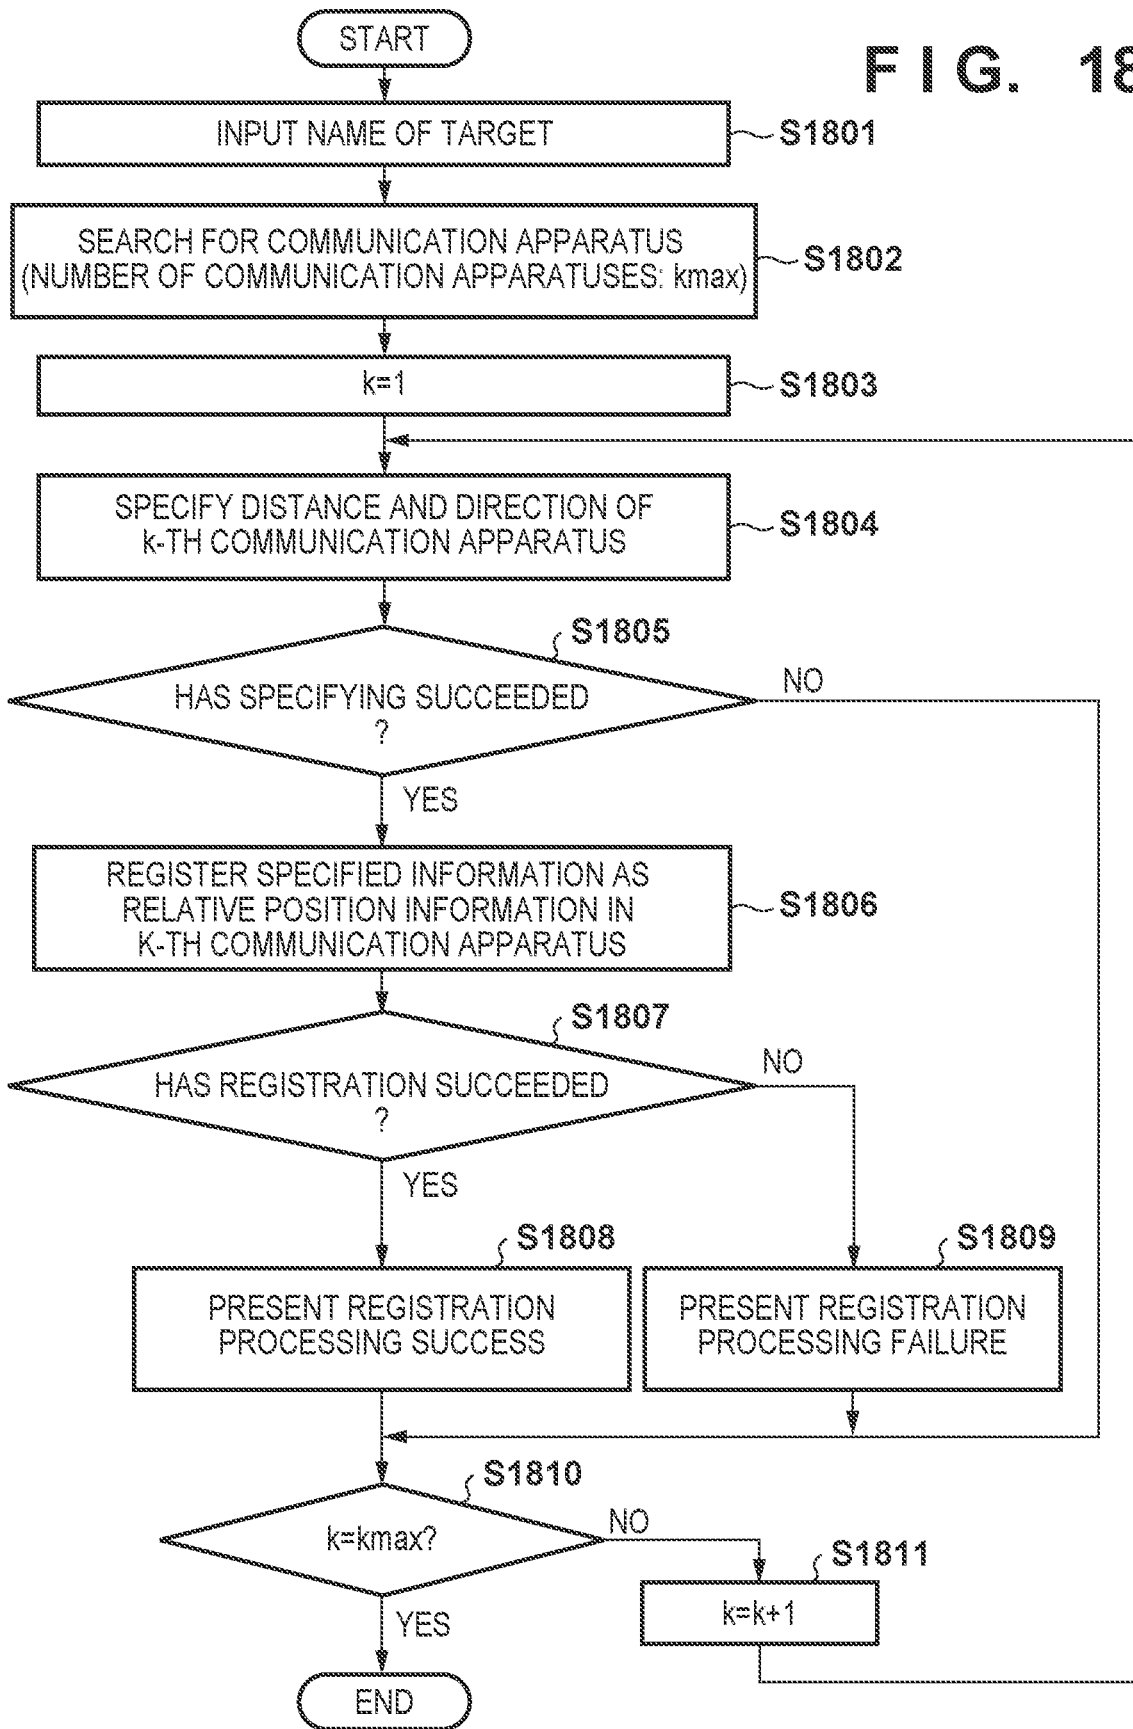 START
FIG. 18
INPUT NAME OF TARGET
S1801
SEARCH FOR COMMUNICATION APPARATUS
(NUMBER OF COMMUNICATION APPARATUSES: kmax)
S1802
k=1
S1803
SPECIFY DISTANCE AND DIRECTION OF
k-TH COMMUNICATION APPARATUS
S1804
S1805
HAS SPECIFYING SUCCEEDED
?
NO
YES
REGISTER SPECIFIED INFORMATION AS
RELATIVE POSITION INFORMATION IN
K-TH COMMUNICATION APPARATUS
S1806
S1807
HAS REGISTRATION SUCCEEDED
?
NO
YES
S1808
PRESENT REGISTRATION
PROCESSING SUCCESS
S1809
PRESENT REGISTRATION
PROCESSING FAILURE
S1810
k=kmax?
NO
S1811
k=k+1
YES
END